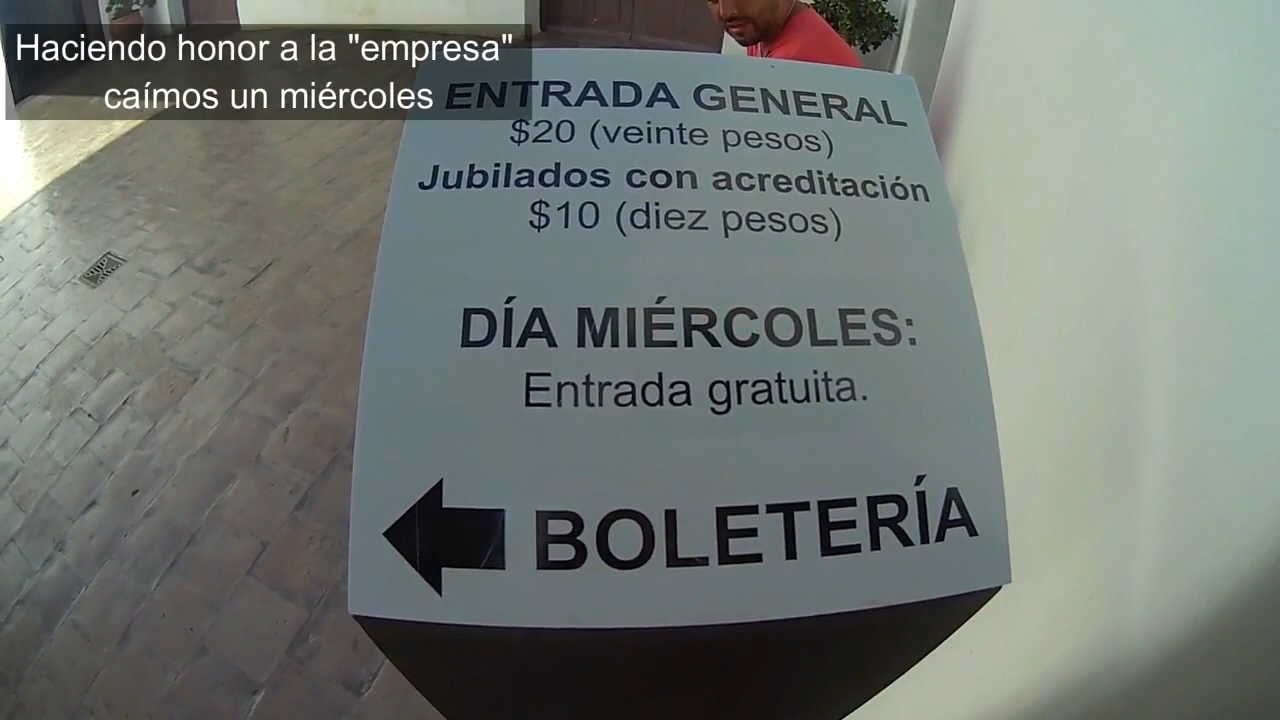 Haciendo honor a la "empresa"
caímos un miércoles
ENTRADA GENERAL
$20 (veinte pesos)
Jubilados con acreditación
$10 (diez pesos)
DÍA MIÉRCOLES:
Entrada gratuita.
BOLETERÍA